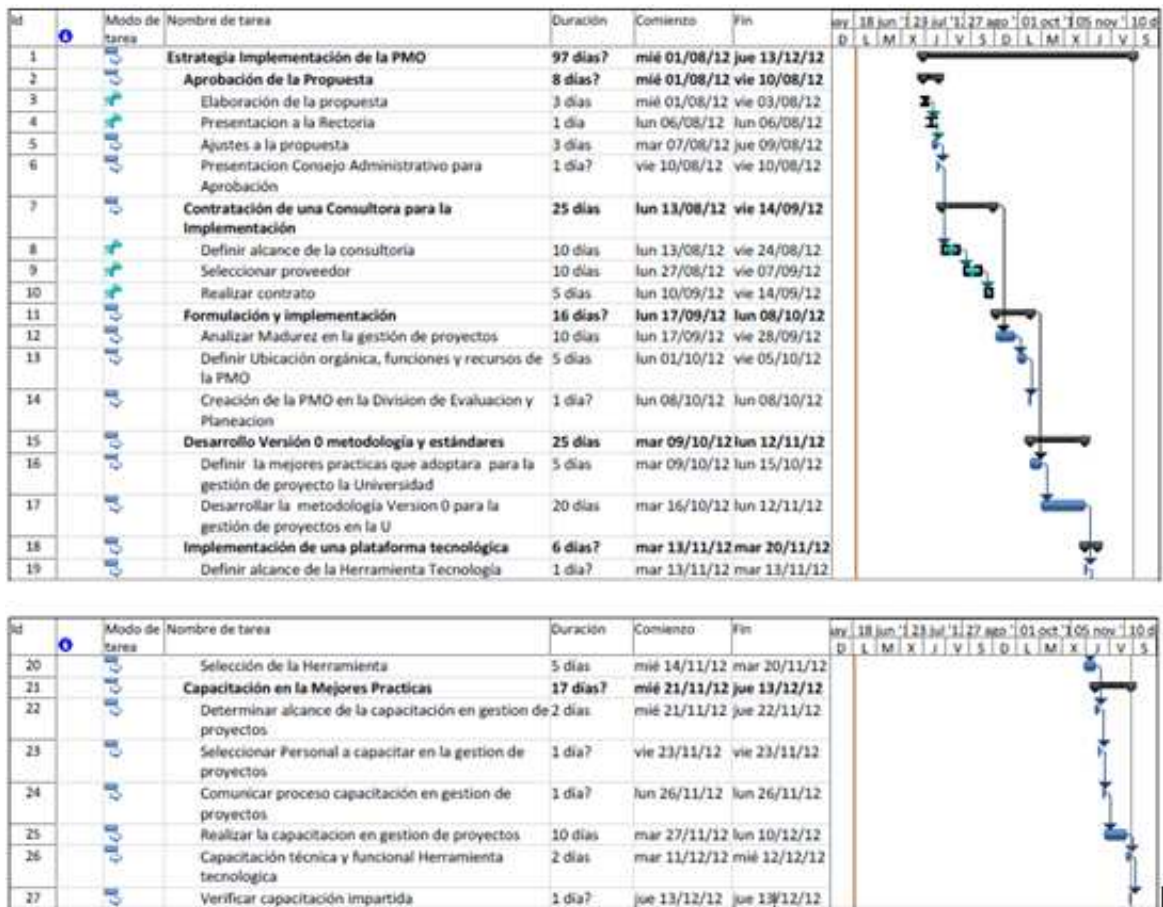 Id Modo de tarea Nombre de tarea Duración Comienzo Fin ay 18 jun '1 23 jul '12 27 ago ' 01 oct '1 05 nov ' 10 d
D L M X J V S D L M X J V S
1 Estrategia Implementación de la PMO 97 días? mié 01/08/12 jue 13/12/12
2 Aprobación de la Propuesta 8 días? mié 01/08/12 vie 10/08/12
3 Elaboración de la propuesta 3 días mié 01/08/12 vie 03/08/12
4 Presentacion a la Rectoria 1 día lun 06/08/12 lun 06/08/12
5 Ajustes a la propuesta 3 días mar 07/08/12 jue 09/08/12
6 Presentacion Consejo Administrativo para 1 día? vie 10/08/12 vie 10/08/12
Aprobación
7 Contratación de una Consultora para la 25 días lun 13/08/12 vie 14/09/12
Implementación
8 Definir alcance de la consultoría 10 días lun 13/08/12 vie 24/08/12
9 Seleccionar proveedor 10 días lun 27/08/12 vie 07/09/12
10 Realizar contrato 5 días lun 10/09/12 vie 14/09/12
11 Formulación y implementación 16 días? lun 17/09/12 lun 08/10/12
12 Analizar Madurez en la gestión de proyectos 10 días lun 17/09/12 vie 28/09/12
13 Definir Ubicación orgánica, funciones y recursos de 5 días lun 01/10/12 vie 05/10/12
la PMO
14 Creación de la PMO en la Division de Evaluacion y 1 día? lun 08/10/12 lun 08/10/12
Planeacion
15 Desarrollo Versión 0 metodología y estándares 25 días mar 09/10/12 lun 12/11/12
16 Definir la mejores practicas que adoptara para la 5 días mar 09/10/12 lun 15/10/12
gestión de proyecto la Universidad
17 Desarrollar la metodología Version 0 para la 20 días mar 16/10/12 lun 12/11/12
gestión de proyectos en la U
18 Implementación de una plataforma tecnológica 6 días? mar 13/11/12 mar 20/11/12
19 Definir alcance de la Herramienta Tecnología 1 día? mar 13/11/12 mar 13/11/12
Id Modo de tarea Nombre de tarea Duración Comienzo Fin ay 18 jun '1 23 jul '12 27 ago ' 01 oct '1 05 nov ' 10 d
D L M X J V S D L M X J V S
20 Selección de la Herramienta 5 días mié 14/11/12 mar 20/11/12
21 Capacitación en la Mejores Practicas 17 días? mié 21/11/12 jue 13/12/12
22 Determinar alcance de la capacitación en gestion de 2 días mié 21/11/12 jue 22/11/12
proyectos
23 Seleccionar Personal a capacitar en la gestion de 1 día? vie 23/11/12 vie 23/11/12
proyectos
24 Comunicar proceso capacitación en gestion de 1 día? lun 26/11/12 lun 26/11/12
proyectos
25 Realizar la capacitacion en gestion de proyectos 10 días mar 27/11/12 lun 10/12/12
26 Capacitación técnica y funcional Herramienta 2 días mar 11/12/12 mié 12/12/12
tecnologica
27 Verificar capacitación impartida 1 día? jue 13/12/12 jue 13/12/12